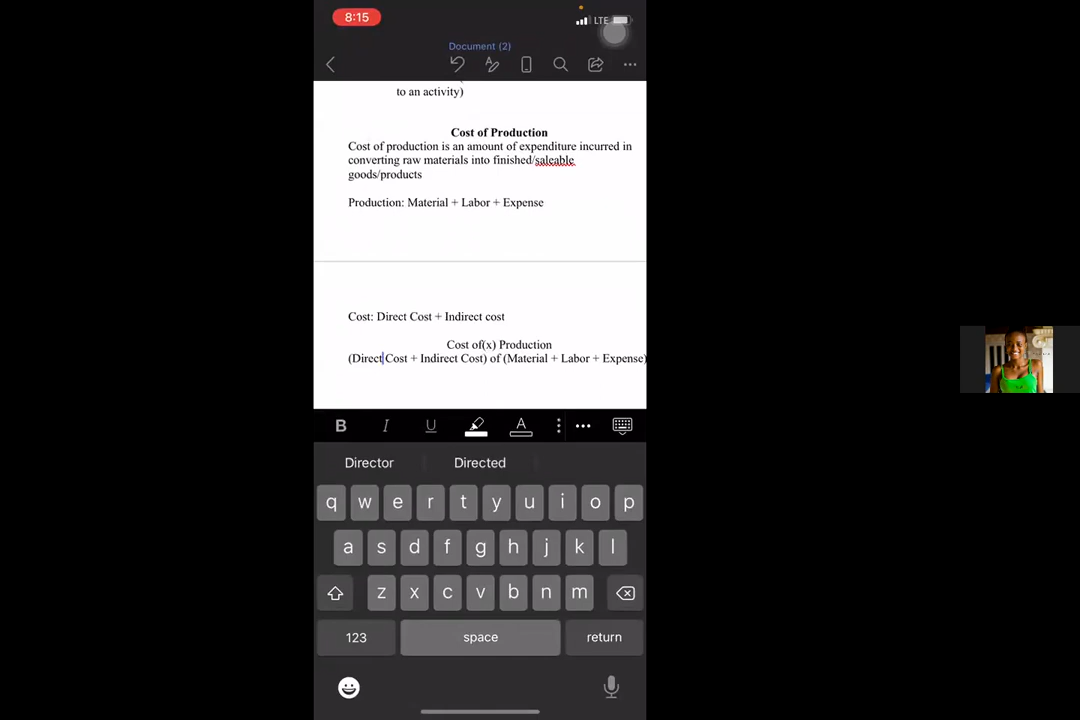 8:15
LTE
Document (2)
to an activity)
Cost of Production
Cost of production is an amount of expenditure incurred in
converting raw materials into finished/saleable
goods/products
Production: Material + Labor + Expense
Cost: Direct Cost + Indirect cost
Cost of(x) Production
(Direct Cost + Indirect Cost) of (Material + Labor + Expense)
B I U A
Director Directed
q w e r t y u i o p
a s d f g h j k l
z x c v b n m
123 space return